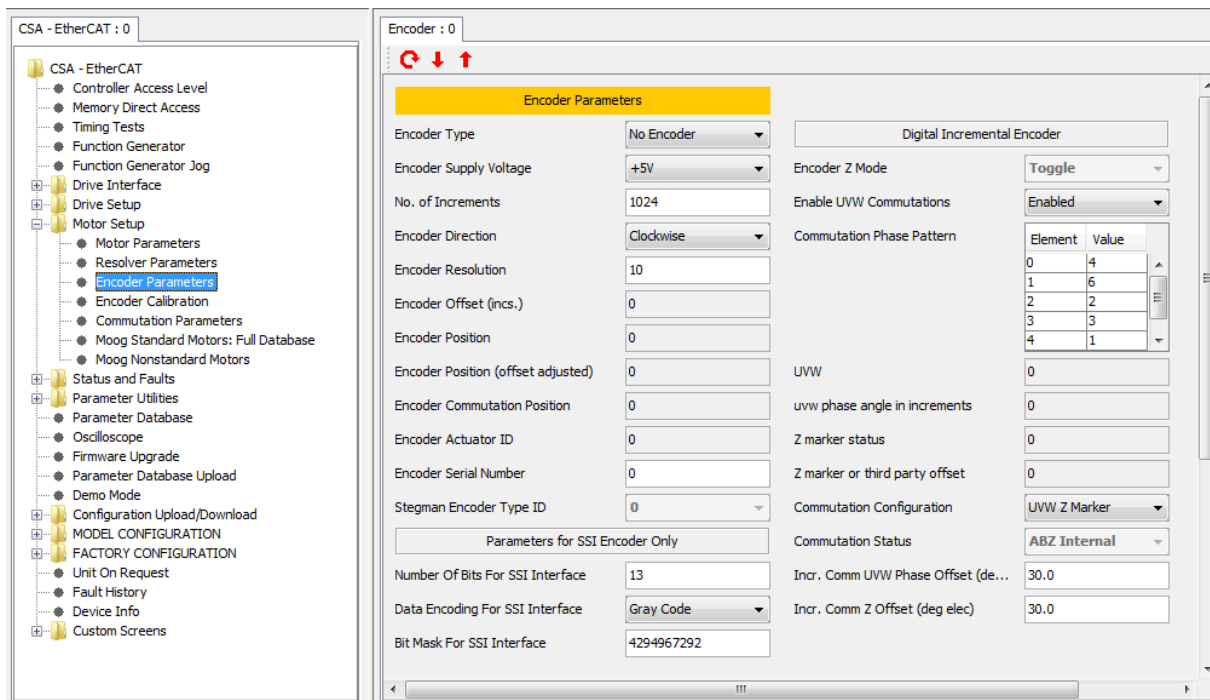 CSA - EtherCAT : 0
CSA - EtherCAT
Controller Access Level
Memory Direct Access
Timing Tests
Function Generator
Function Generator Jog
Drive Interface
Drive Setup
Motor Setup
Motor Parameters
Resolver Parameters
Encoder Parameters
Encoder Calibration
Commutation Parameters
Moog Standard Motors: Full Database
Moog Nonstandard Motors
Status and Faults
Parameter Utilities
Parameter Database
Oscilloscope
Firmware Upgrade
Parameter Database Upload
Demo Mode
Configuration Upload/Download
MODEL CONFIGURATION
FACTORY CONFIGURATION
Unit On Request
Fault History
Device Info
Custom Screens
Encoder : 0
Encoder Parameters
Encoder Type No Encoder
Encoder Supply Voltage +5V
No. of Increments 1024
Encoder Direction Clockwise
Encoder Resolution 10
Encoder Offset (incs.) 0
Encoder Position 0
Encoder Position (offset adjusted) 0
Encoder Commutation Position 0
Encoder Actuator ID 0
Encoder Serial Number 0
Stegman Encoder Type ID 0
Parameters for SSI Encoder Only
Number Of Bits For SSI Interface 13
Data Encoding For SSI Interface Gray Code
Bit Mask For SSI Interface 4294967292
Digital Incremental Encoder
Encoder Z Mode Toggle
Enable UVW Commutations Enabled
Commutation Phase Pattern
Element Value
0 4
1 6
2 2
3 3
4 1
UVW 0
uvw phase angle in increments 0
Z marker status 0
Z marker or third party offset 0
Commutation Configuration UVW Z Marker
Commutation Status ABZ Internal
Incr. Comm UVW Phase Offset (de... 30.0
Incr. Comm Z Offset (deg elec) 30.0